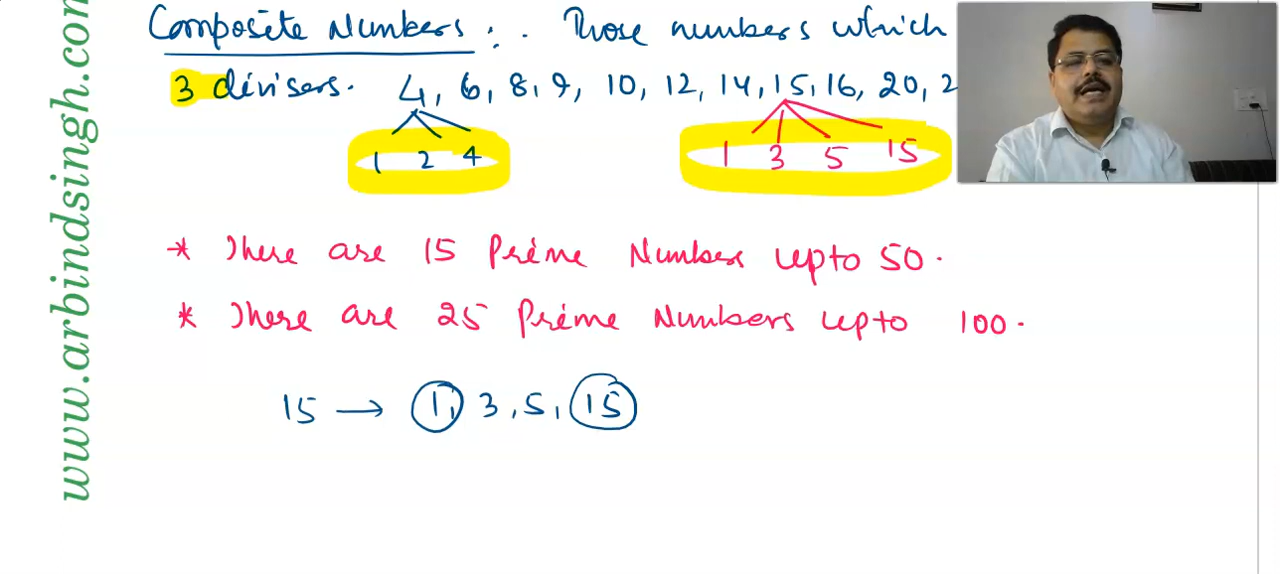 Composite Numbers :. Those numbers which
3 divisers. 4, 6, 8, 9, 10, 12, 14, 15, 16, 20, 2
1 2 4
1 3 5 15
* There are 15 Prime Numbers upto 50.
* There are 25 Prime Numbers upto 100.
15 → 1, 3, 5, 15
www.arbindsingh.com